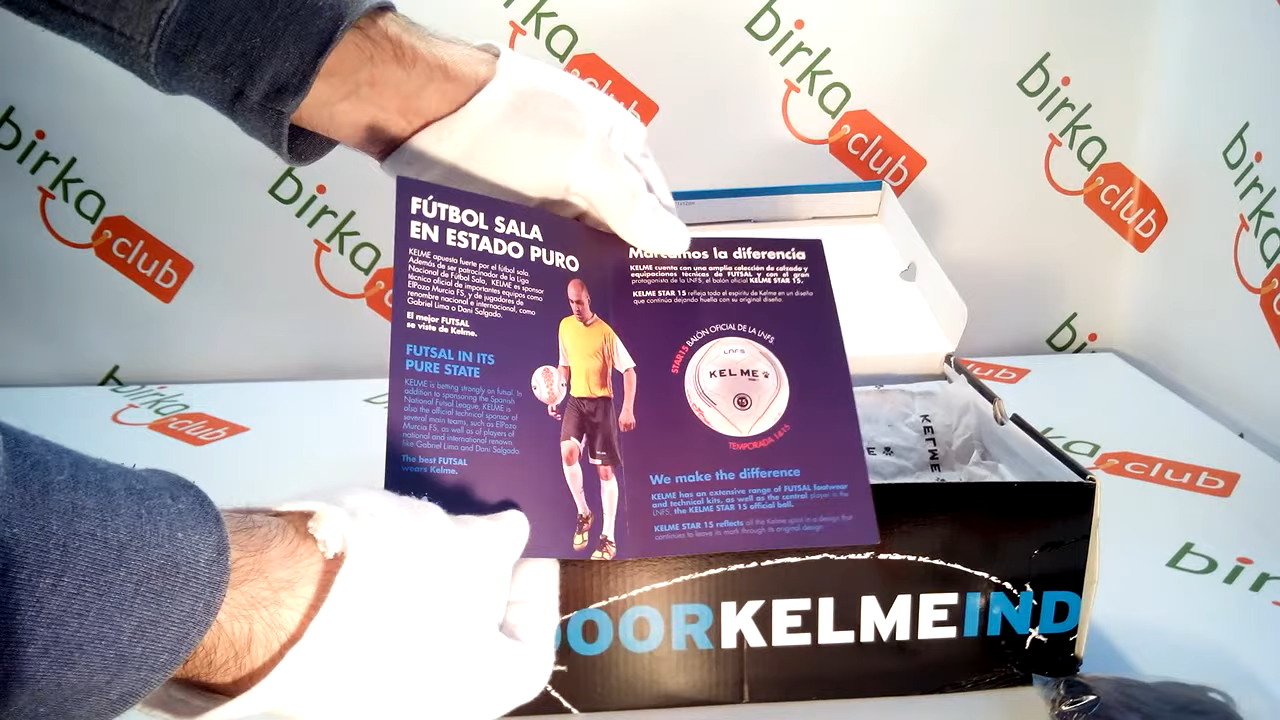 birka club
birka club
birka club
birka club
birka
birka club
club
birka club
bir
FÚTBOL SALA
EN ESTADO PURO
KELME apuesta fuerte por el fútbol sala.
Además de ser patrocinador de la Liga
Nacional de Fútbol Sala, KELME es sponsor
técnico oficial de importantes equipos como
ElPozo Murcia FS, y de jugadores de
renombre nacional e internacional, como
Gabriel Lima o Dani Salgado.
El mejor FUTSAL
se viste de Kelme.
FUTSAL IN ITS
PURE STATE
KELME is betting strongly on futsal. In
addition to sponsoring the Spanish
National Futsal League, KELME is
also the official technical sponsor of
several main teams, such as ElPozo
Murcia FS, as well as of players of
national and international renown,
like Gabriel Lima and Dani Salgado.
The best FUTSAL
wears Kelme.
Marcamos la diferencia
KELME cuenta con una amplia colección de calzado y
equipaciones técnicas de FUTSAL y con el gran
protagonista de la LNFS, el balón oficial KELME STAR 15.
KELME STAR 15 refleja todo el espíritu de Kelme en un diseño
que continúa dejando huella con su original diseño.
STAR15 BALÓN OFICIAL DE LA LNFS
LNFS
KELME
15
TEMPORADA 14-15
We make the difference
KELME has an extensive range of FUTSAL footwear
and technical kits, as well as the central player in the
LNFS, the KELME STAR 15 official ball.
KELME STAR 15 reflects all the Kelme spirit in a design that
continues to leave its mark through its original design.
KELME
OORKELMEIND